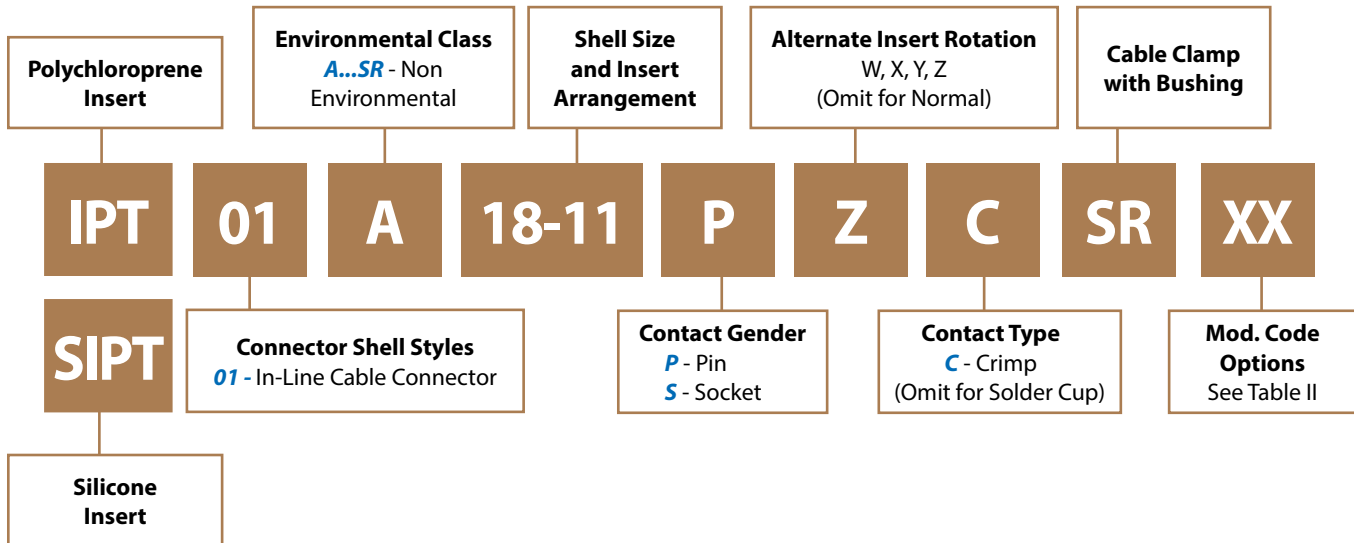 Polychloroprene
Insert
Environmental Class
A...SR - Non
Environmental
Shell Size
and Insert
Arrangement
Alternate Insert Rotation
W, X, Y, Z
(Omit for Normal)
Cable Clamp
with Bushing
IPT
01
A
18-11
P
Z
C
SR
XX
SIPT
Connector Shell Styles
01 - In-Line Cable Connector
Contact Gender
P - Pin
S - Socket
Contact Type
C - Crimp
(Omit for Solder Cup)
Mod. Code
Options
See Table II
Silicone
Insert